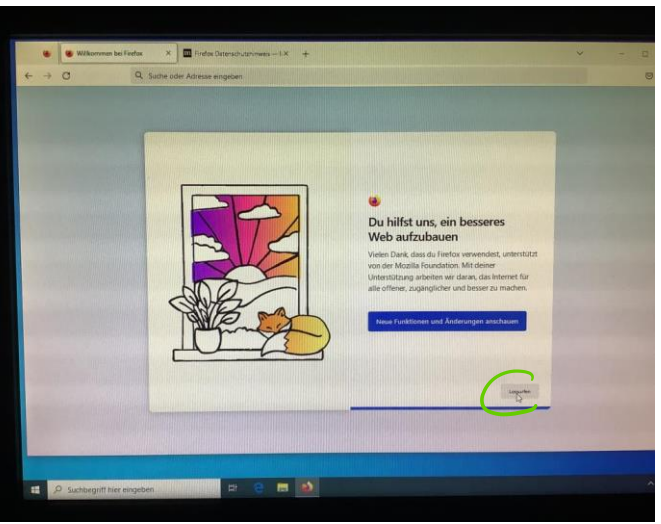 Willkommen bei Firefox
Firefox Datenschutzhinweis — 
Suche oder Adresse eingeben
Du hilfst uns, ein besseres
Web aufzubauen
Vielen Dank, dass du Firefox verwendest, unterstützt
von der Mozilla Foundation. Mit deiner
Unterstützung arbeiten wir daran, das Internet für
alle offener, zugänglicher und besser zu machen.
Neue Funktionen und Änderungen anschauen
Suchbegriff hier eingeben